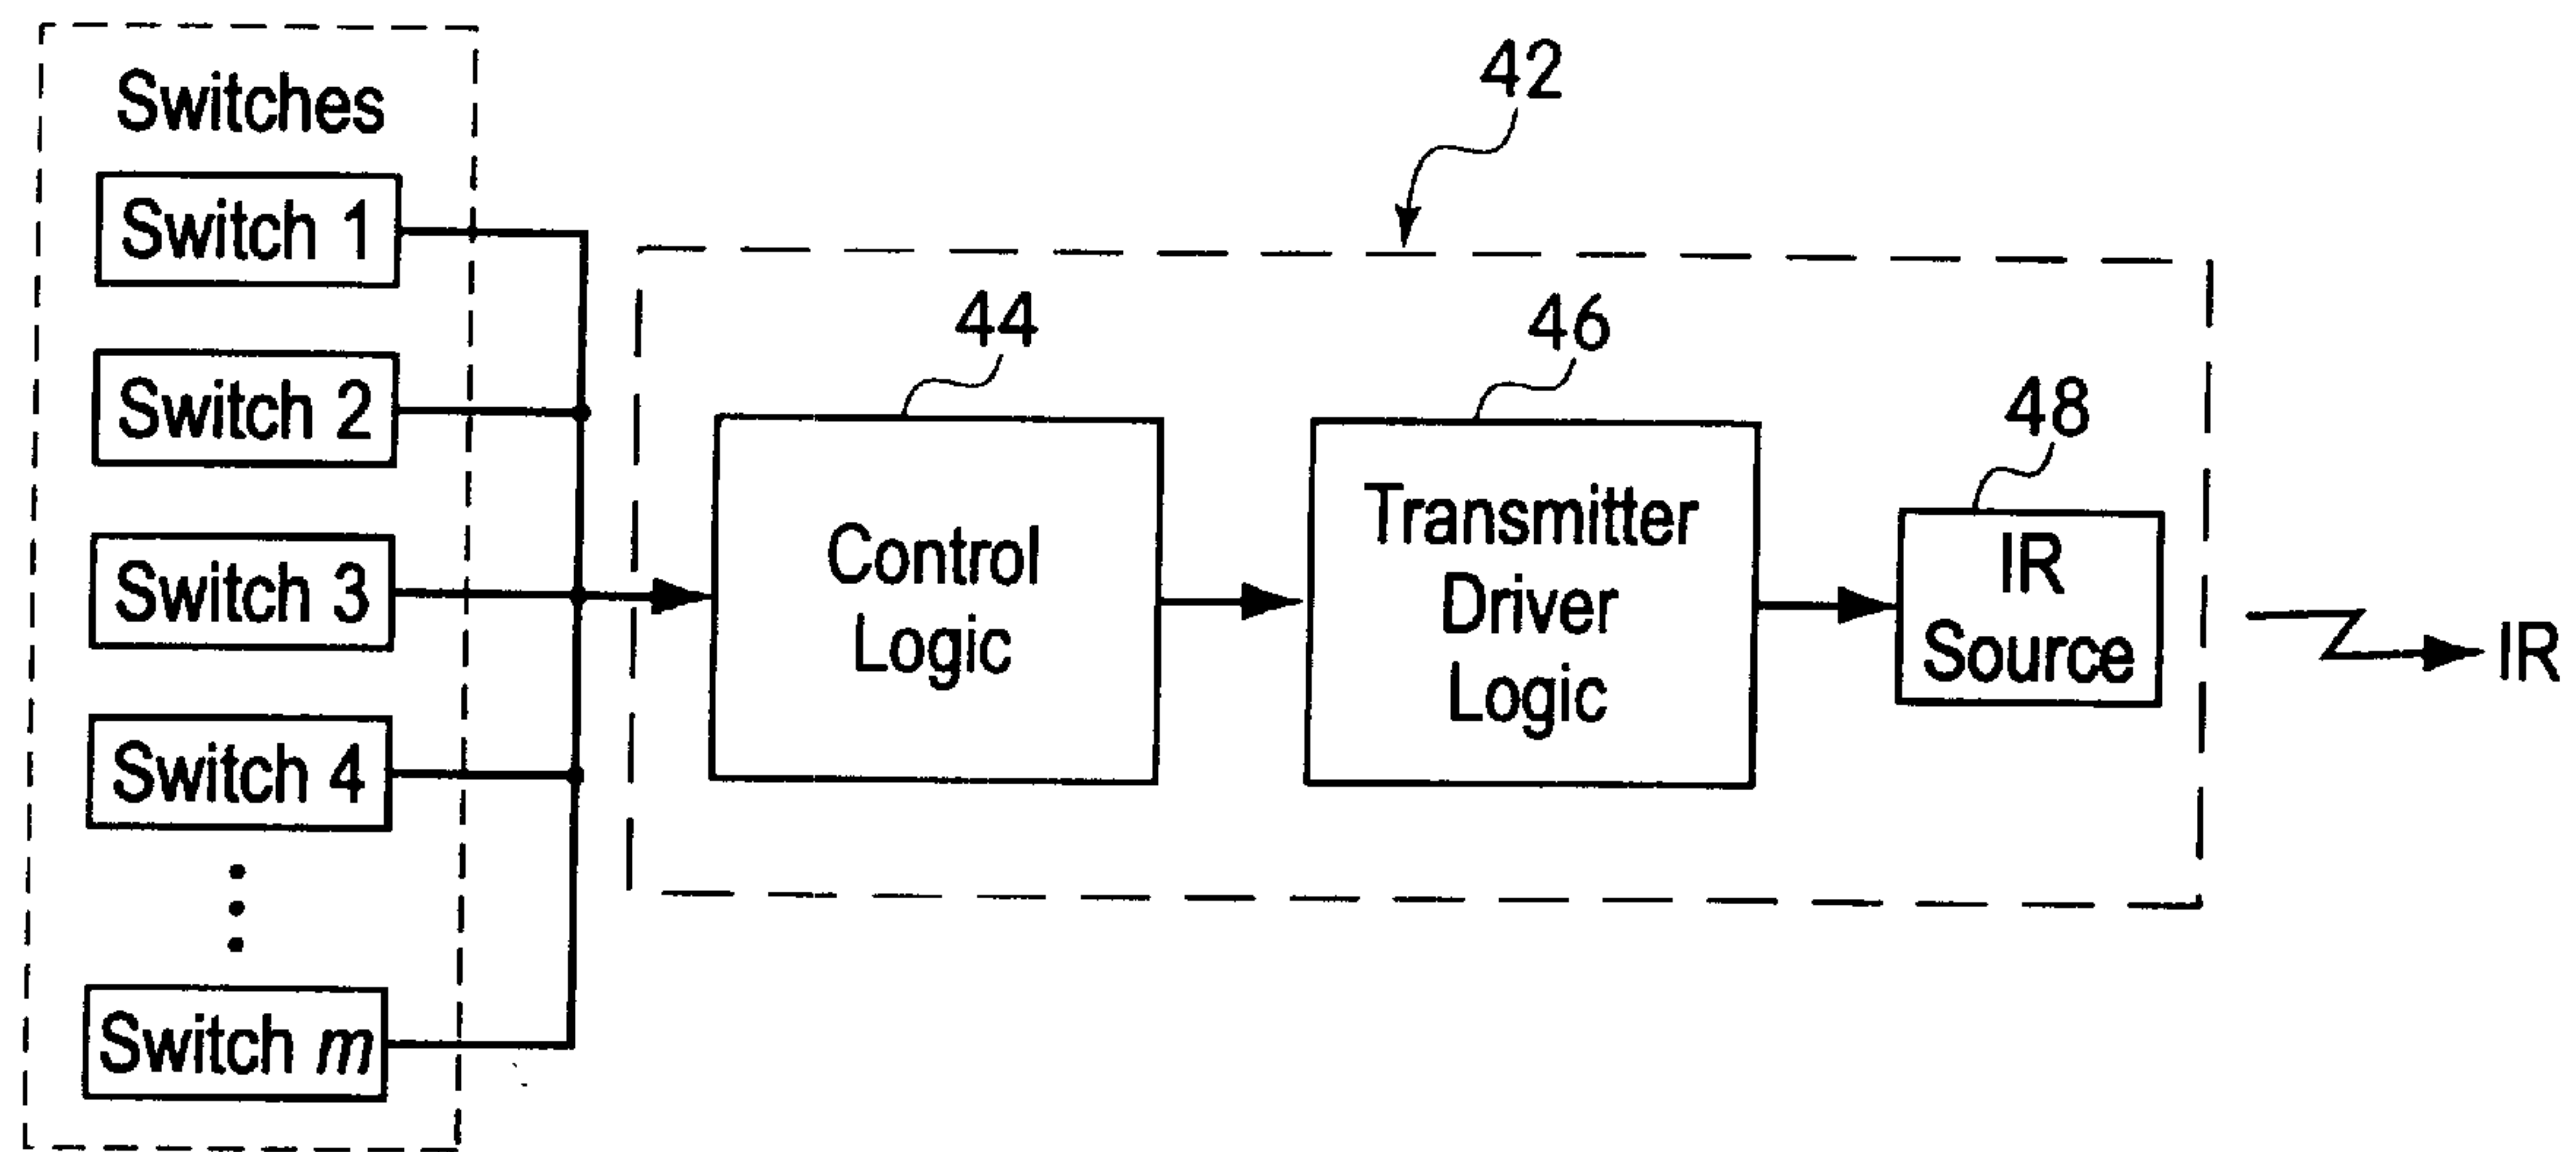 Switches
Switch 1
Switch 2
Switch 3
Switch 4
Switch m
42
44
Control
Logic
46
Transmitter
Driver
Logic
48
IR
Source
IR